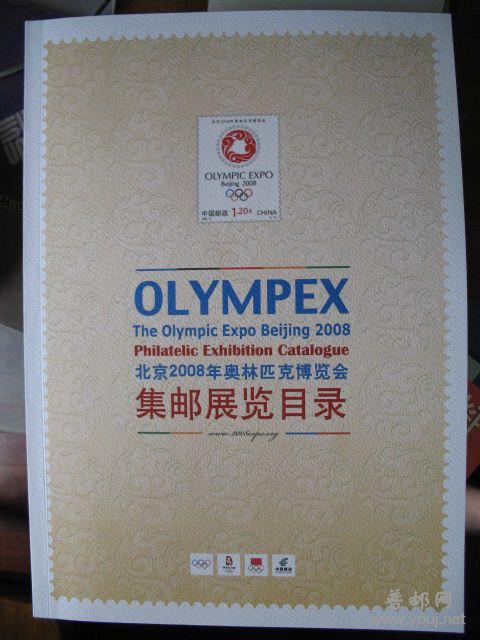 OLYMPIC EXPO
Beijing 2008
中国邮政 1.20元 CHINA
OLYMPEX
The Olympic Expo Beijing 2008
Philatelic Exhibition Catalogue
北京2008年奥林匹克博览会
集邮展览目录
www.2008expo.org
普邮网
www.ybuj.net